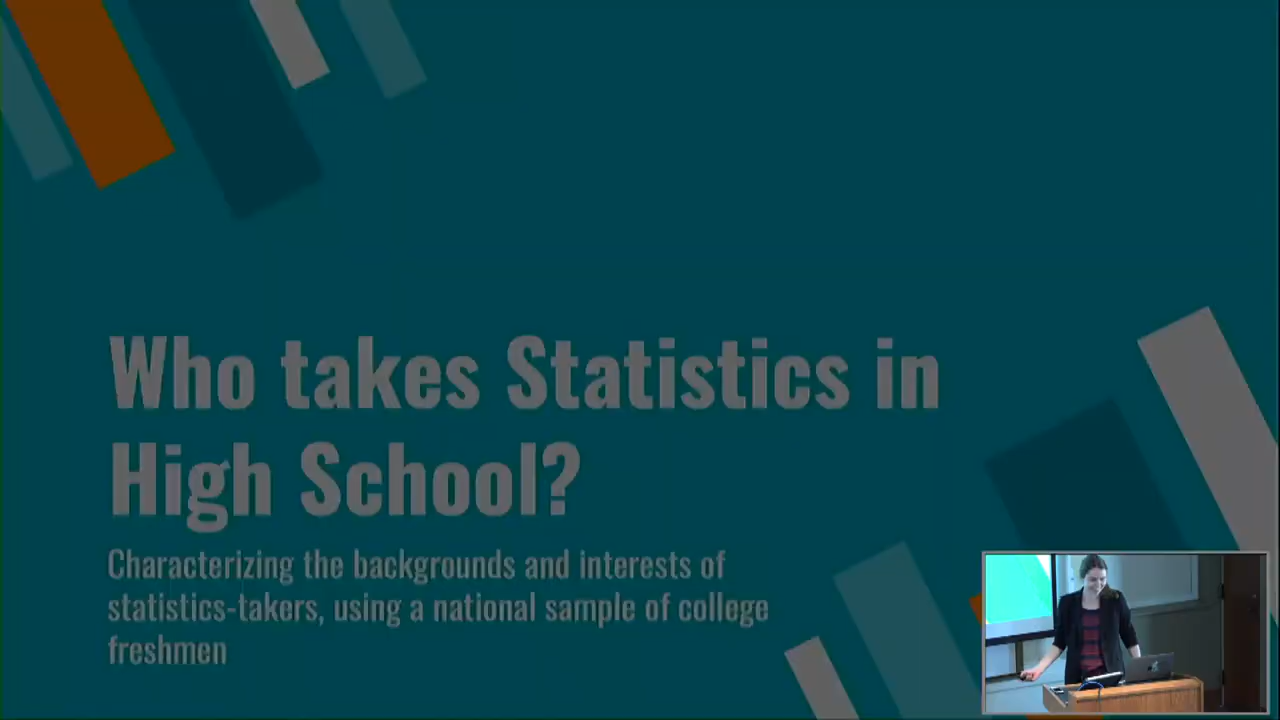 Who takes Statistics in
High School?
Characterizing the backgrounds and interests of
statistics-takers, using a national sample of college
freshmen